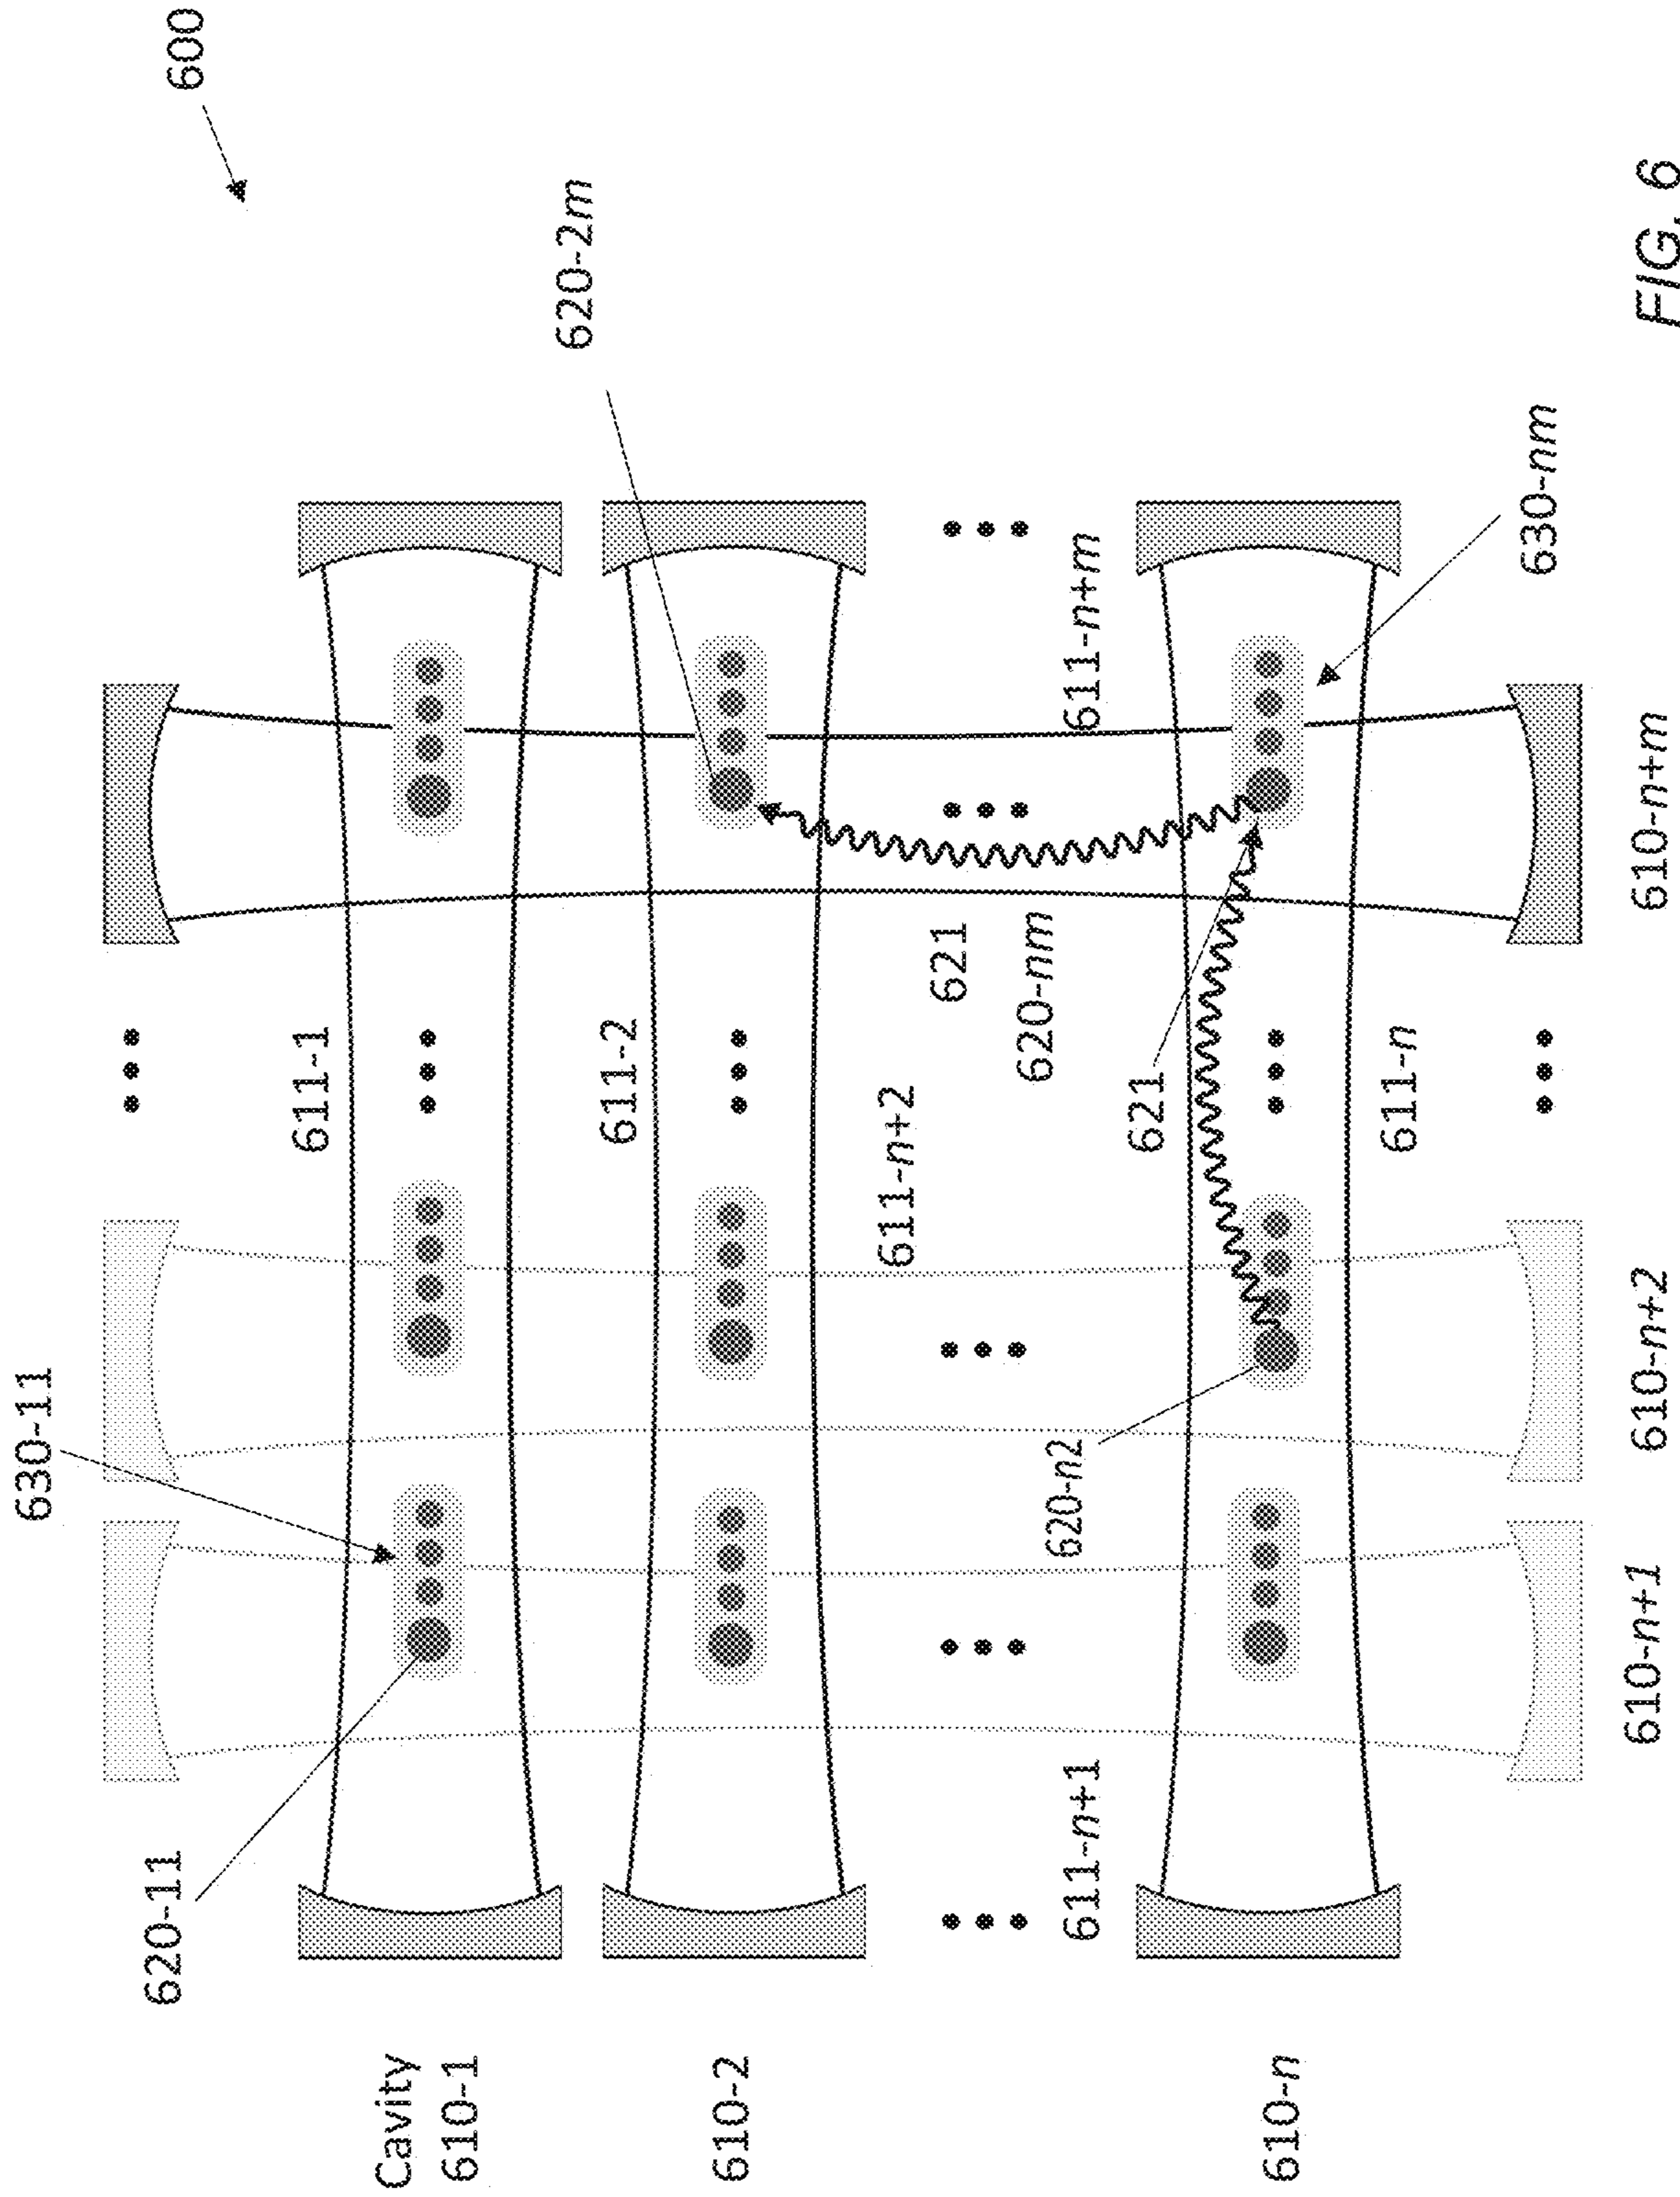 630-11
620-11
600
611-1
Cavity
610-1
620-2m
611-2
610-2
611-n+2
621
620-nm
620-n2
611-n+1
611-n+m
621
610-n
611-n
630-nm
610-n+1
610-n+2
610-n+m
FIG. 6